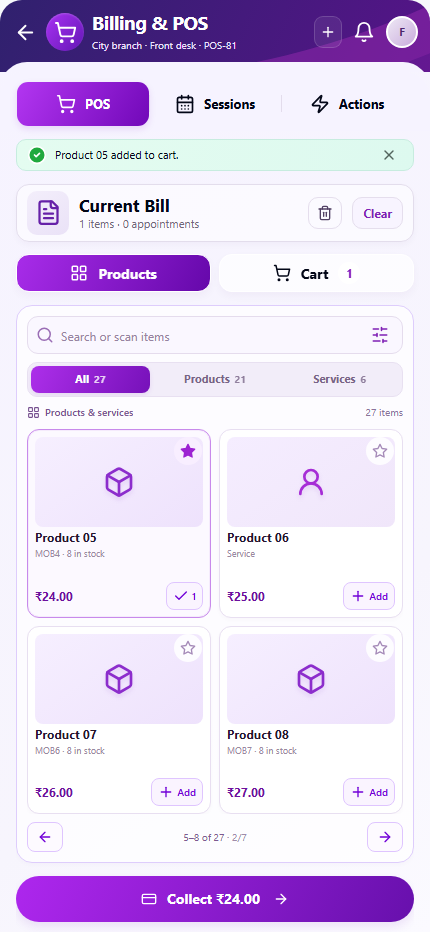 Billing & POS
City branch · Front desk · POS-81
F
POS
Sessions
Actions
Product 05 added to cart.
Current Bill
1 items · 0 appointments
Clear
Products
Cart 1
Search or scan items
All 27
Products 21
Services 6
Products & services
27 items
Product 05
MOB4 · 8 in stock
₹24.00
1
Product 06
Service
₹25.00
Add
Product 07
MOB6 · 8 in stock
₹26.00
Add
Product 08
MOB7 · 8 in stock
₹27.00
Add
5–8 of 27 · 2/7
Collect ₹24.00